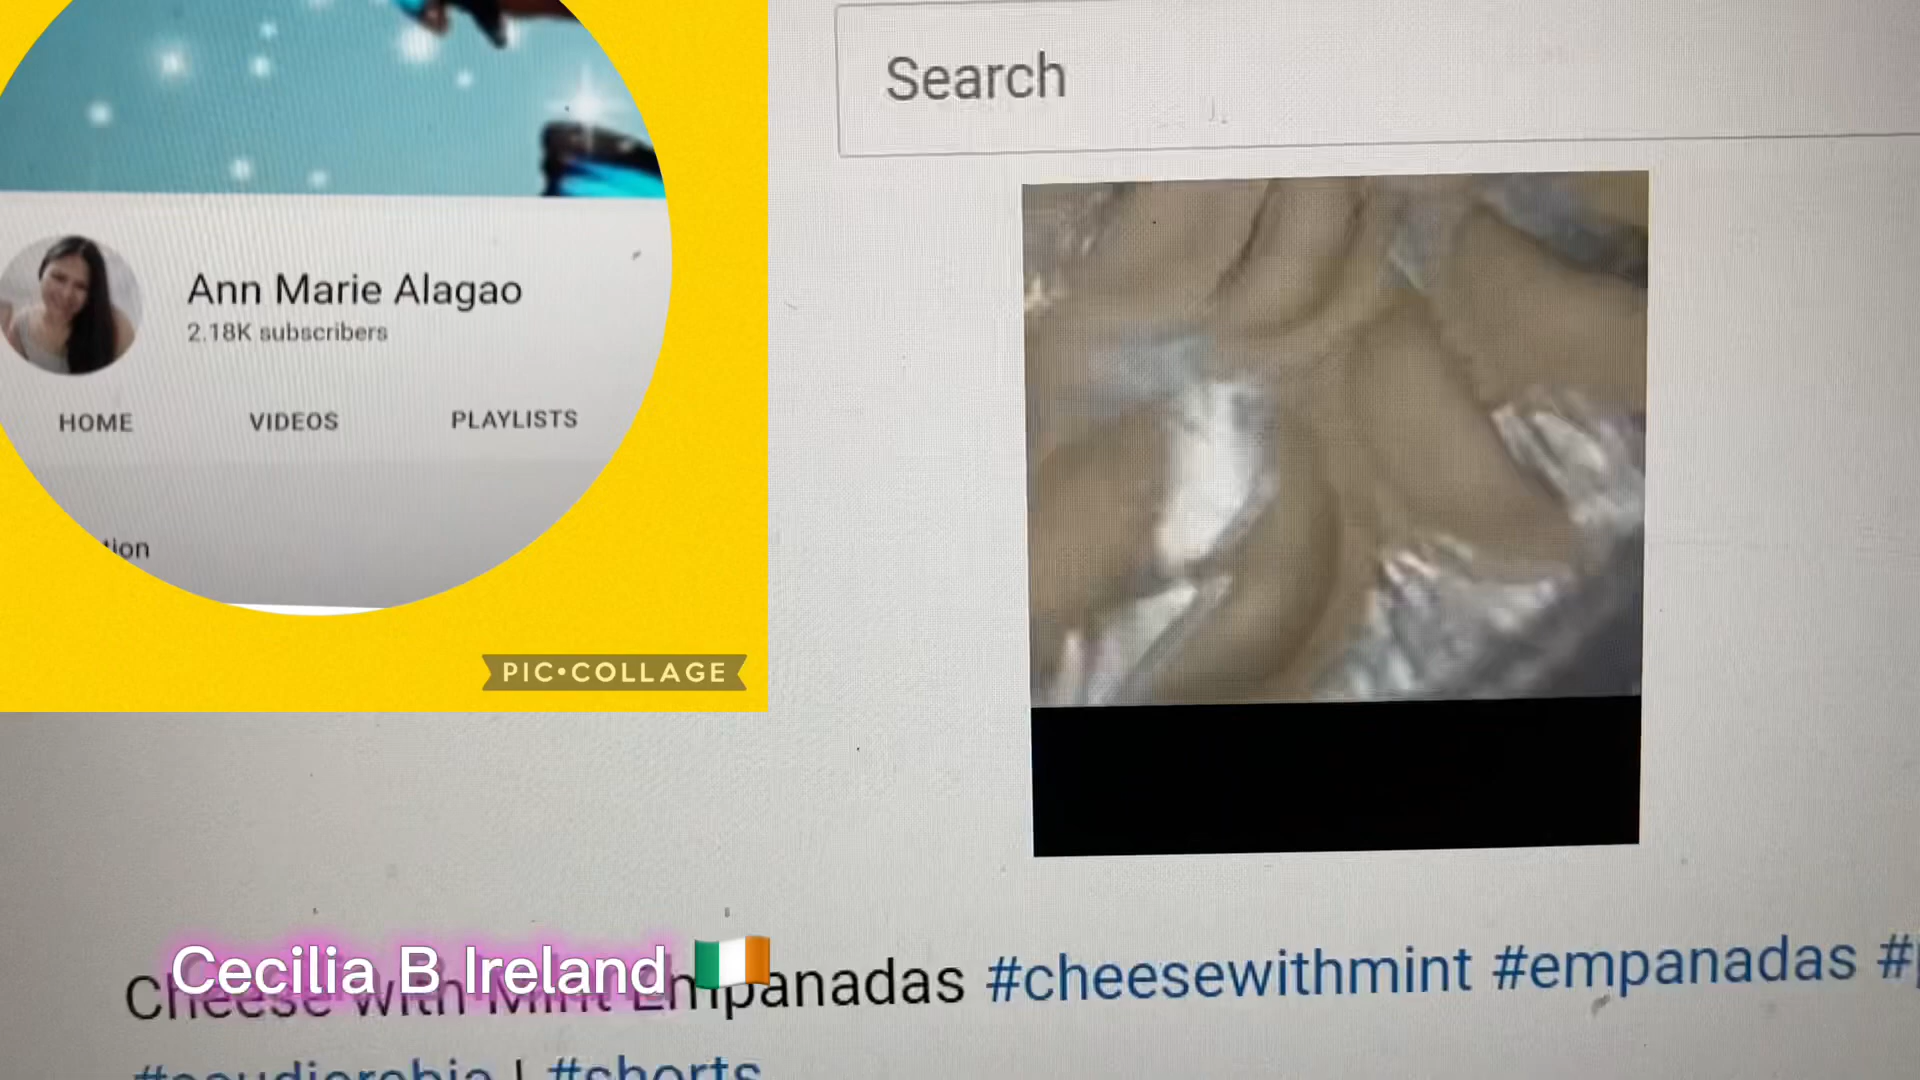 Search
Ann Marie Alagao
2.18K subscribers
HOME VIDEOS PLAYLISTS
PIC•COLLAGE
Cecilia B Ireland
Cheese with Mint Empanadas #cheesewithmint #empanadas
#saudiarabia | #shorts